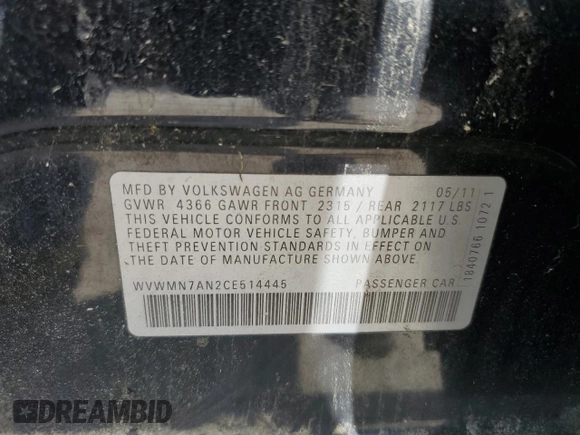 MFD BY VOLKSWAGEN AG GERMANY 05/11
GVWR 4366 GAWR FRONT 2315 / REAR 2117 LBS
THIS VEHICLE CONFORMS TO ALL APPLICABLE U.S
FEDERAL MOTOR VEHICLE SAFETY, BUMPER AND
THEFT PREVENTION STANDARDS IN EFFECT ON
THE DATE OF MANUFACTURE SHOWN ABOVE.
WVWMN7AN2CE514445 PASSENGER CAR
1840766 1072 1
DREAMBID